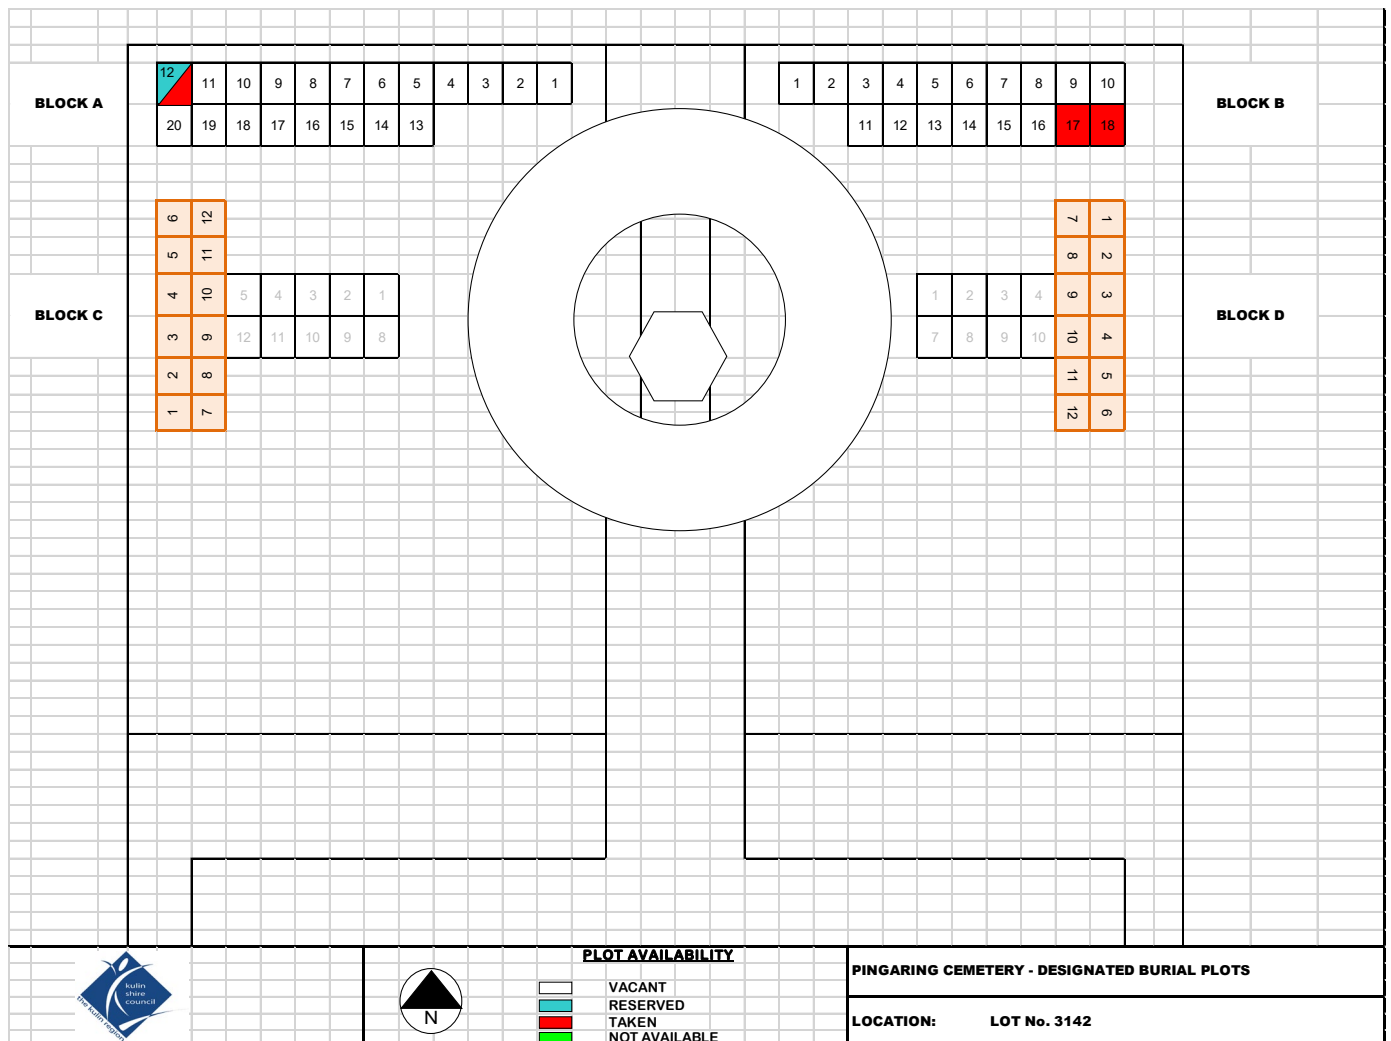 12 11 10 9 8 7 6 5 4 3 2 1
1 2 3 4 5 6 7 8 9 10
BLOCK A
BLOCK B
20 19 18 17 16 15 14 13
11 12 13 14 15 16 17 18
6 12
7 1
5 11
8 2
4 10 5 4 3 2 1
1 2 3 4 9 3
BLOCK C
BLOCK D
3 9 12 11 10 9 8
7 8 9 10 10 4
2 8
11 5
1 7
12 6
kulin
shire
council
the kulin region
N
PLOT AVAILABILITY
VACANT
RESERVED
TAKEN
NOT AVAILABLE
PINGARING CEMETERY - DESIGNATED BURIAL PLOTS
LOCATION: LOT No. 3142